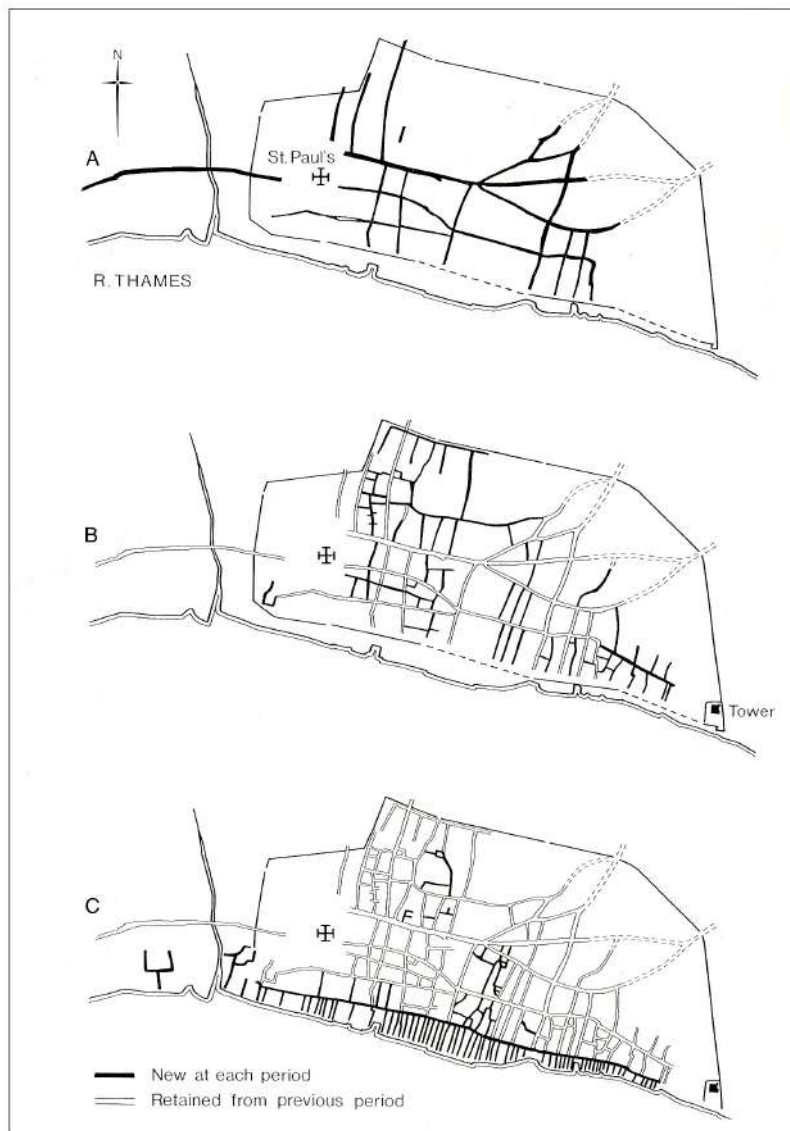 N
A
St. Paul's
R. THAMES
B
Tower
C
New at each period
Retained from previous period